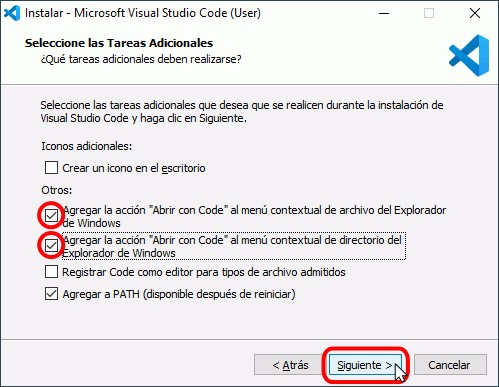 Instalar - Microsoft Visual Studio Code (User)
Seleccione las Tareas Adicionales
¿Qué tareas adicionales deben realizarse?
Seleccione las tareas adicionales que desea que se realicen durante la instalación de
Visual Studio Code y haga clic en Siguiente.
Iconos adicionales:
Crear un icono en el escritorio
Otros:
Agregar la acción "Abrir con Code" al menú contextual de archivo del Explorador
de Windows
Agregar la acción "Abrir con Code" al menú contextual de directorio del
Explorador de Windows
Registrar Code como editor para tipos de archivo admitidos
Agregar a PATH (disponible después de reiniciar)
< Atrás
Siguiente >
Cancelar